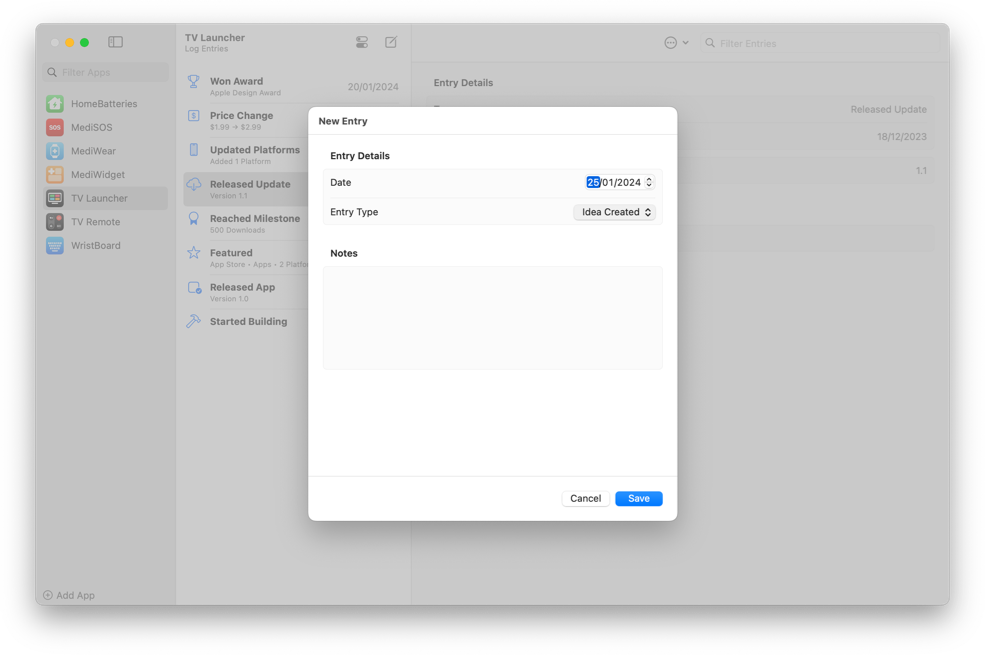 TV Launcher
Log Entries
Filter Entries
Filter Apps
HomeBatteries
SOS
MediSOS
MediWear
MediWidget
TV Launcher
TV Remote
WristBoard
Add App
Won Award
Apple Design Award
20/01/2024
Price Change
$1.99 → $2.99
Updated Platforms
Added 1 Platform
Released Update
Version 1.1
Reached Milestone
500 Downloads
Featured
App Store • Apps • 2 Platfo
Released App
Version 1.0
Started Building
Entry Details
Released Update
18/12/2023
1.1
New Entry
Entry Details
Date
25/01/2024
Entry Type
Idea Created
Notes
Cancel
Save